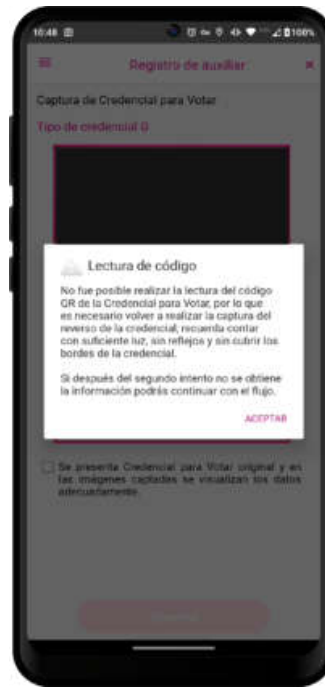 10:48
100%
Registro de auxiliar
Captura de Credencial para Votar
Tipo de credencial G
Lectura de código
No fue posible realizar la lectura del código
QR de la Credencial para Votar, por lo que
es necesario volver a realizar la captura del
reverso de la credencial; recuerda contar
con suficiente luz, sin reflejos y sin cubrir los
bordes de la credencial.
Si después del segundo intento no se obtiene
la información podrás continuar con el flujo.
ACEPTAR
Se presenta Credencial para Votar original y en
las imágenes captadas se visualizan los datos
adecuadamente.